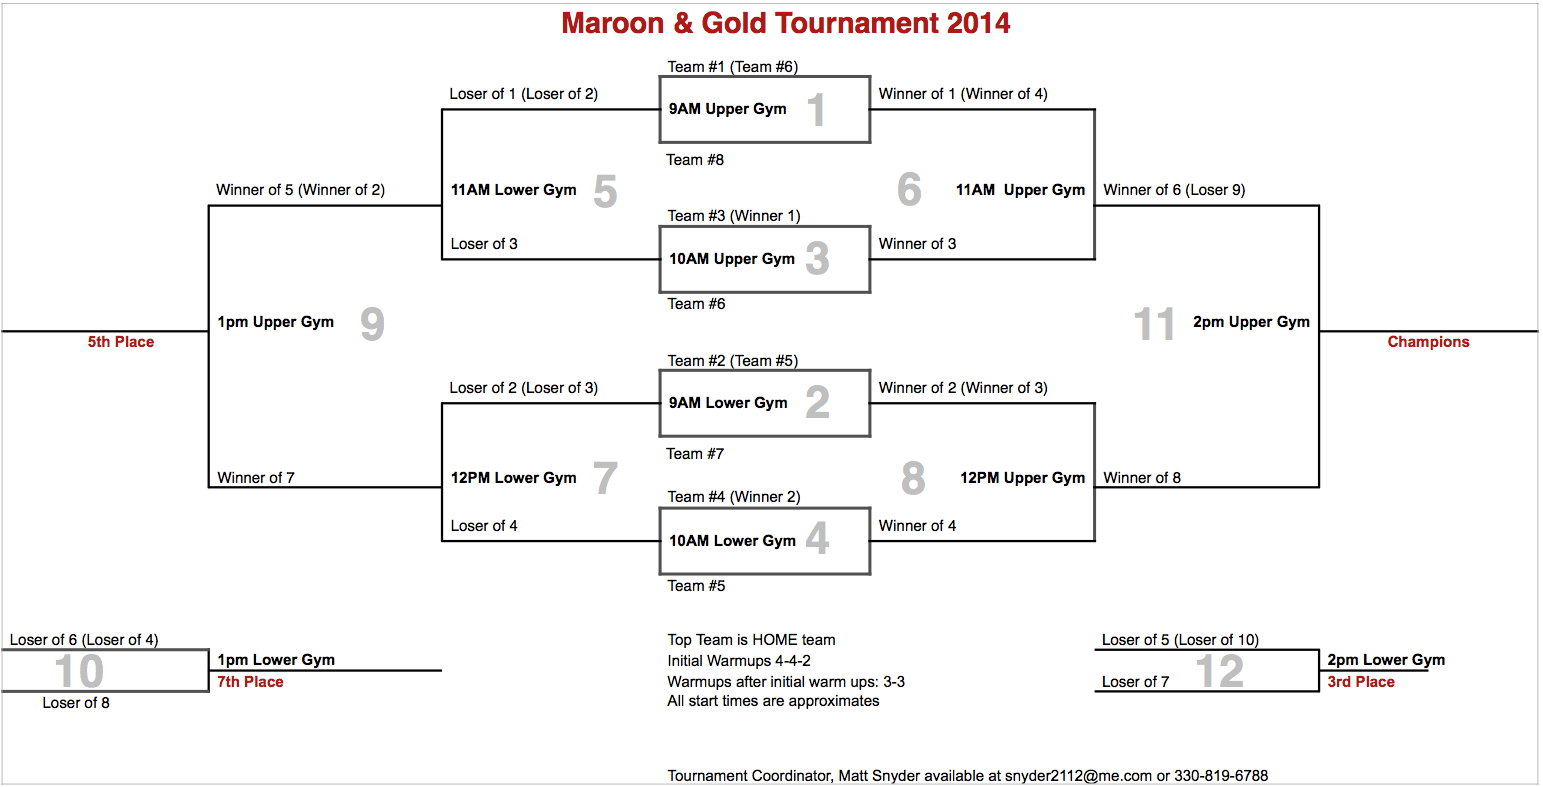 Maroon & Gold Tournament 2014
Team #1 (Team #6)
Loser of 1 (Loser of 2)
9AM Upper Gym 1
Winner of 1 (Winner of 4)
Team #8
Winner of 5 (Winner of 2)
11AM Lower Gym 5
6 11AM  Upper Gym
Winner of 6 (Loser 9)
Team #3 (Winner 1)
Loser of 3
10AM Upper Gym 3
Winner of 3
Team #6
1pm Upper Gym 9
11 2pm Upper Gym
5th Place
Champions
Team #2 (Team #5)
Loser of 2 (Loser of 3)
9AM Lower Gym 2
Winner of 2 (Winner of 3)
Team #7
Winner of 7
12PM Lower Gym 7
8 12PM Upper Gym
Winner of 8
Team #4 (Winner 2)
Loser of 4
10AM Lower Gym 4
Winner of 4
Team #5
Loser of 6 (Loser of 4)
10
1pm Lower Gym
7th Place
Loser of 8
Top Team is HOME team
Initial Warmups 4-4-2
Warmups after initial warm ups: 3-3
All start times are approximates
Loser of 5 (Loser of 10)
Loser of 7 12
2pm Lower Gym
3rd Place
Tournament Coordinator, Matt Snyder available at snyder2112@me.com or 330-819-6788